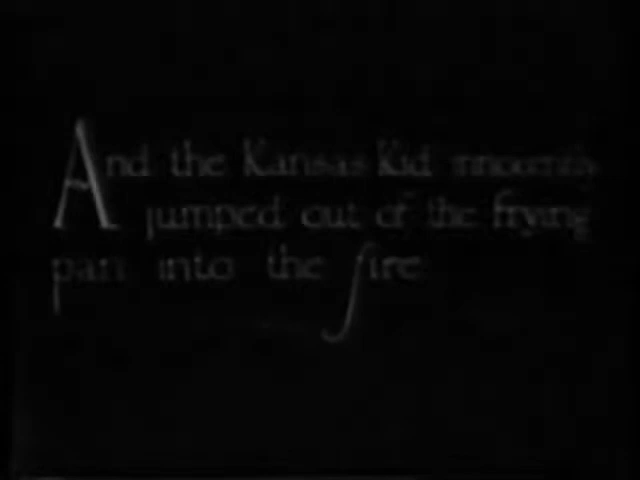 And the Kansas Kid innocently
jumped out of the frying
pan into the fire